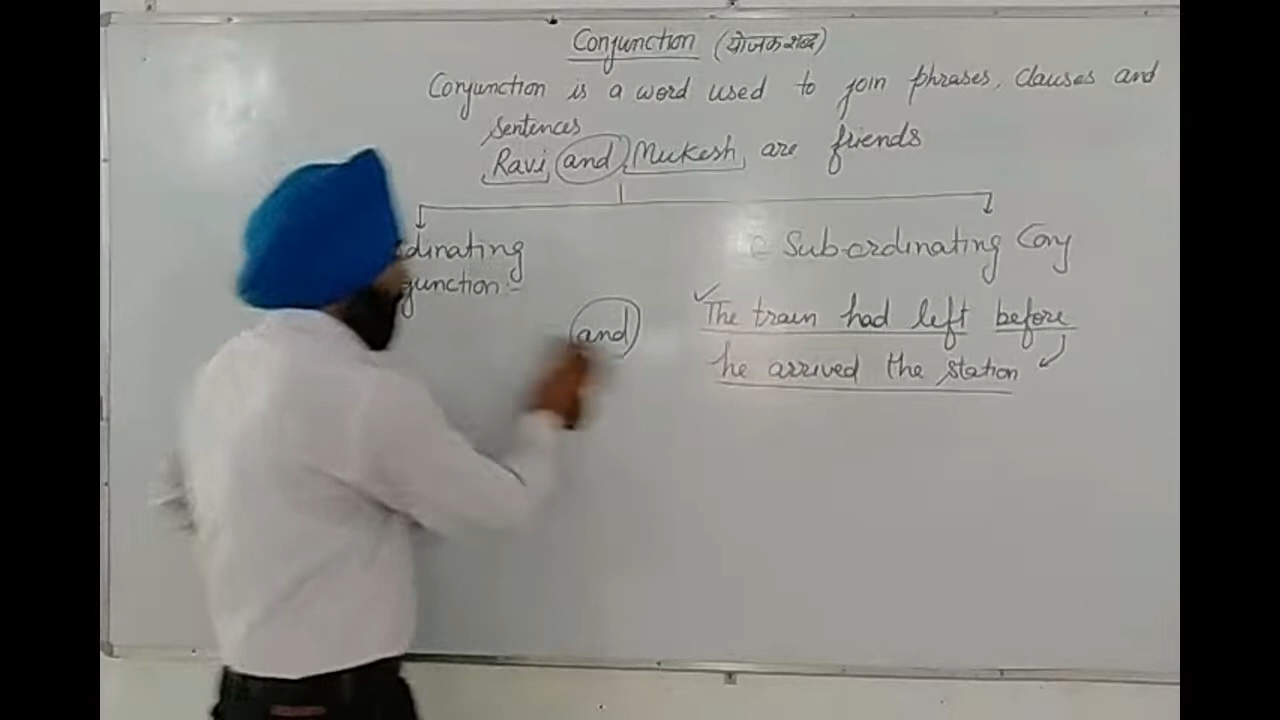 Conjunction (योजक शब्द)
Conjunction is a word used to join phrases, clauses and
sentences
Ravi and Mukesh are friends
dinating
junction :-
Sub-ordinating Conj
and
The train had left before
he arrived the station